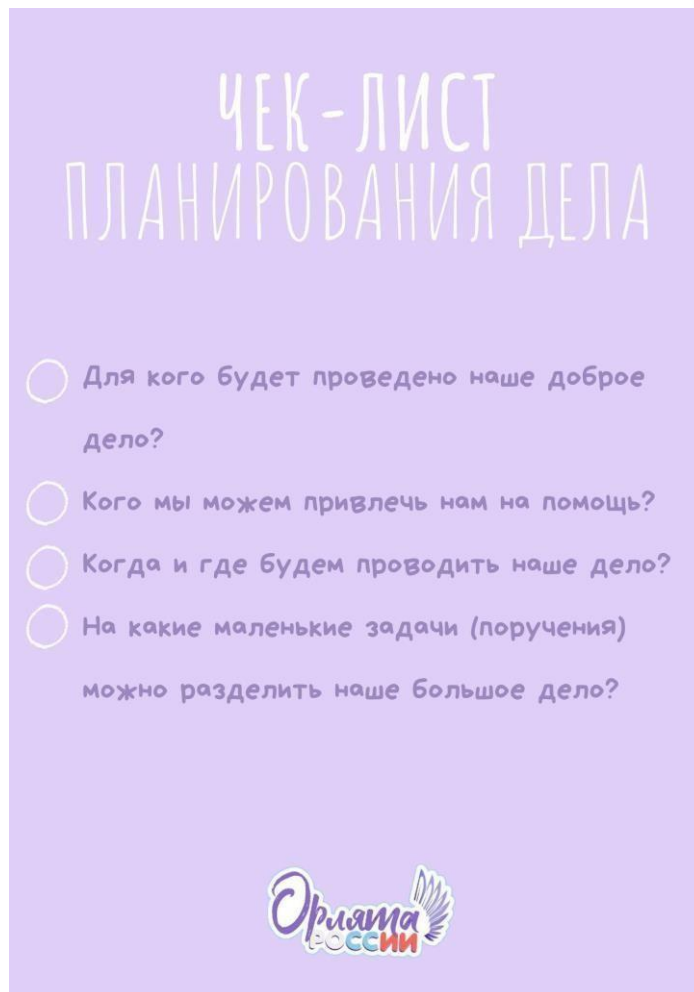 ЧЕК-ЛИСТ
ПЛАНИРОВАНИЯ ДЕЛА
Для кого будет проведено наше доброе
дело?
Кого мы можем привлечь нам на помощь?
Когда и где будем проводить наше дело?
На какие маленькие задачи (поручения)
можно разделить наше большое дело?
Орлята
РОССИИ